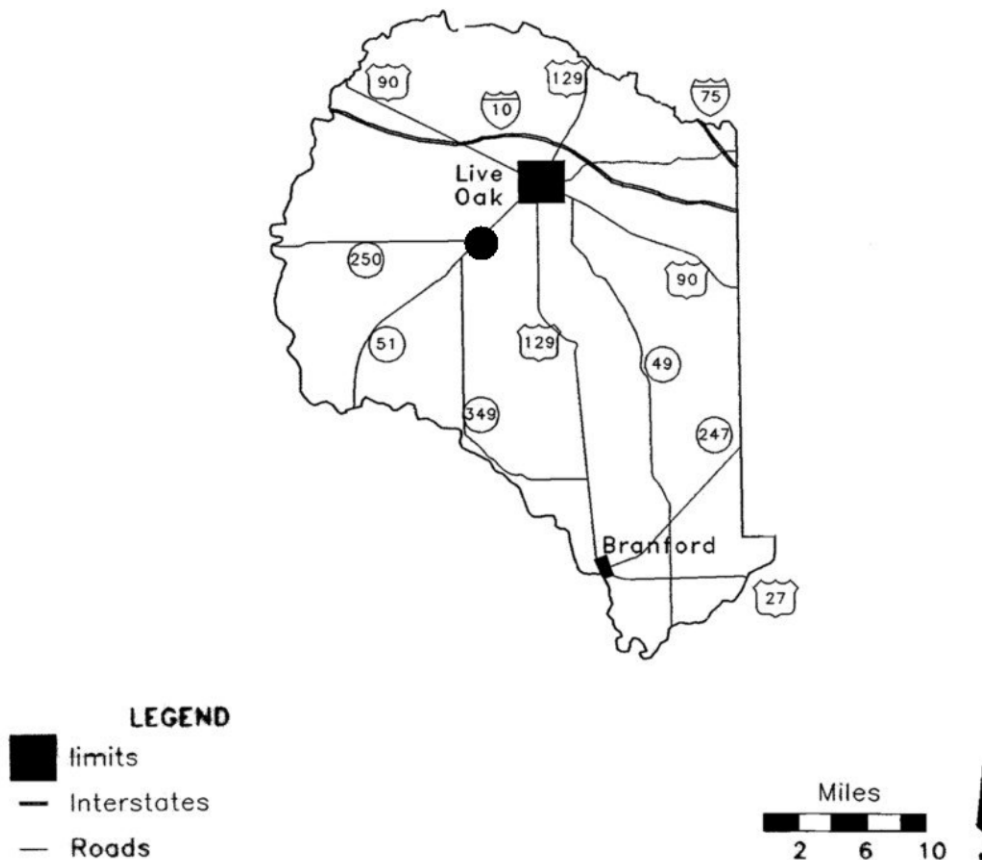 90
129
75
10
Live
Oak
250
90
51
129
49
349
247
Branford
27
LEGEND
limits
Interstates
Roads
Miles
2 6 10